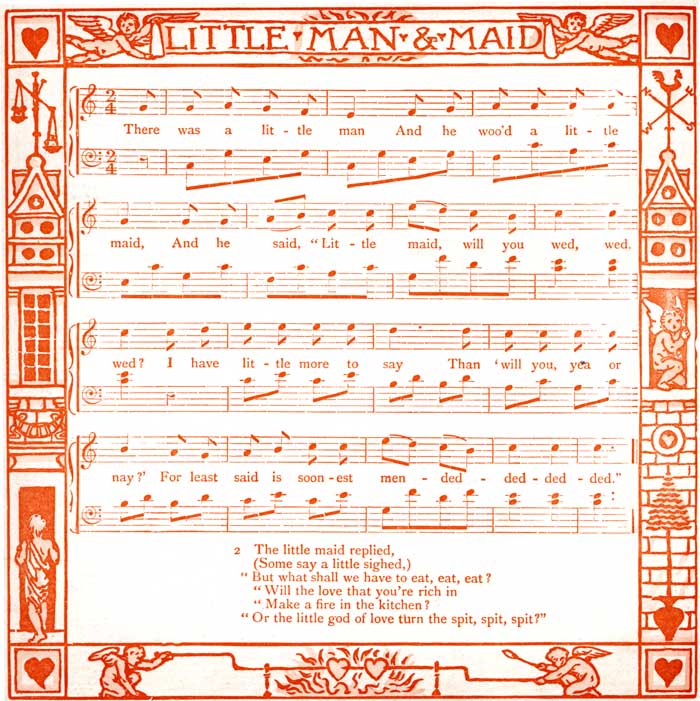 LITTLE MAN & MAID
There was a lit - tle man And he woo'd a lit - tle
maid, And he said, “Lit - tle maid, will you wed, wed.
wed? I have lit - tle more to say Than ‘will you, yea or
nay?’ For least said is soon - est men - ded - ded - ded - ded.”
2 The little maid replied,
(Some say a little sighed,)
“ But what shall we have to eat, eat, eat ?
“ Will the love that you're rich in
“ Make a fire in the kitchen ?
“ Or the little god of love turn the spit, spit, spit?”